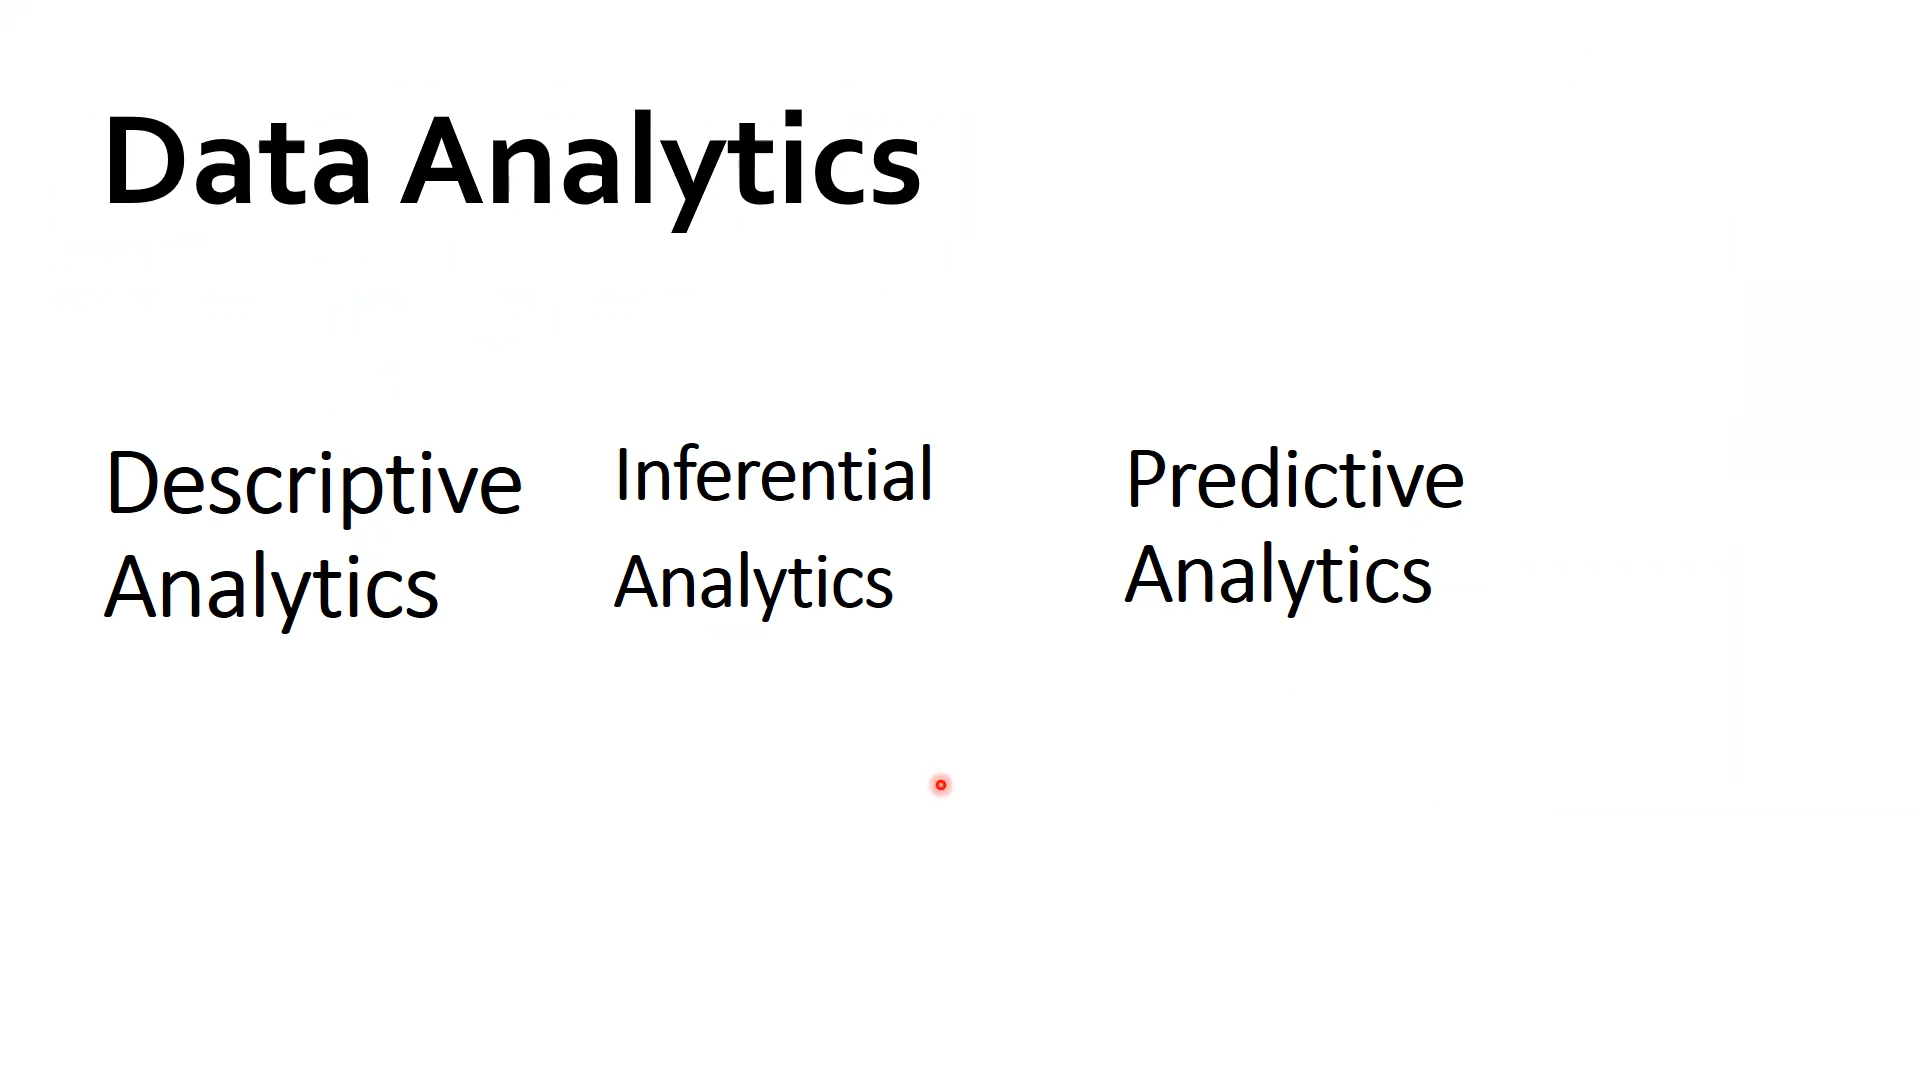 Data Analytics
Descriptive
Analytics
Inferential
Analytics
Predictive
Analytics